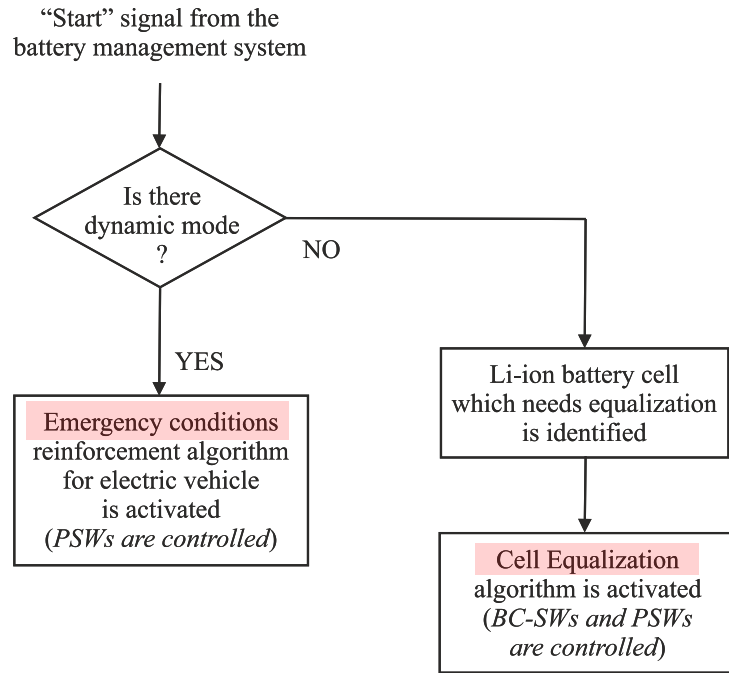 “Start” signal from the
battery management system
Is there
dynamic mode
?
NO
YES
Emergency conditions
reinforcement algorithm
for electric vehicle
is activated
(PSWs are controlled)
Li-ion battery cell
which needs equalization
is identified
Cell Equalization
algorithm is activated
(BC-SWs and PSWs
are controlled)